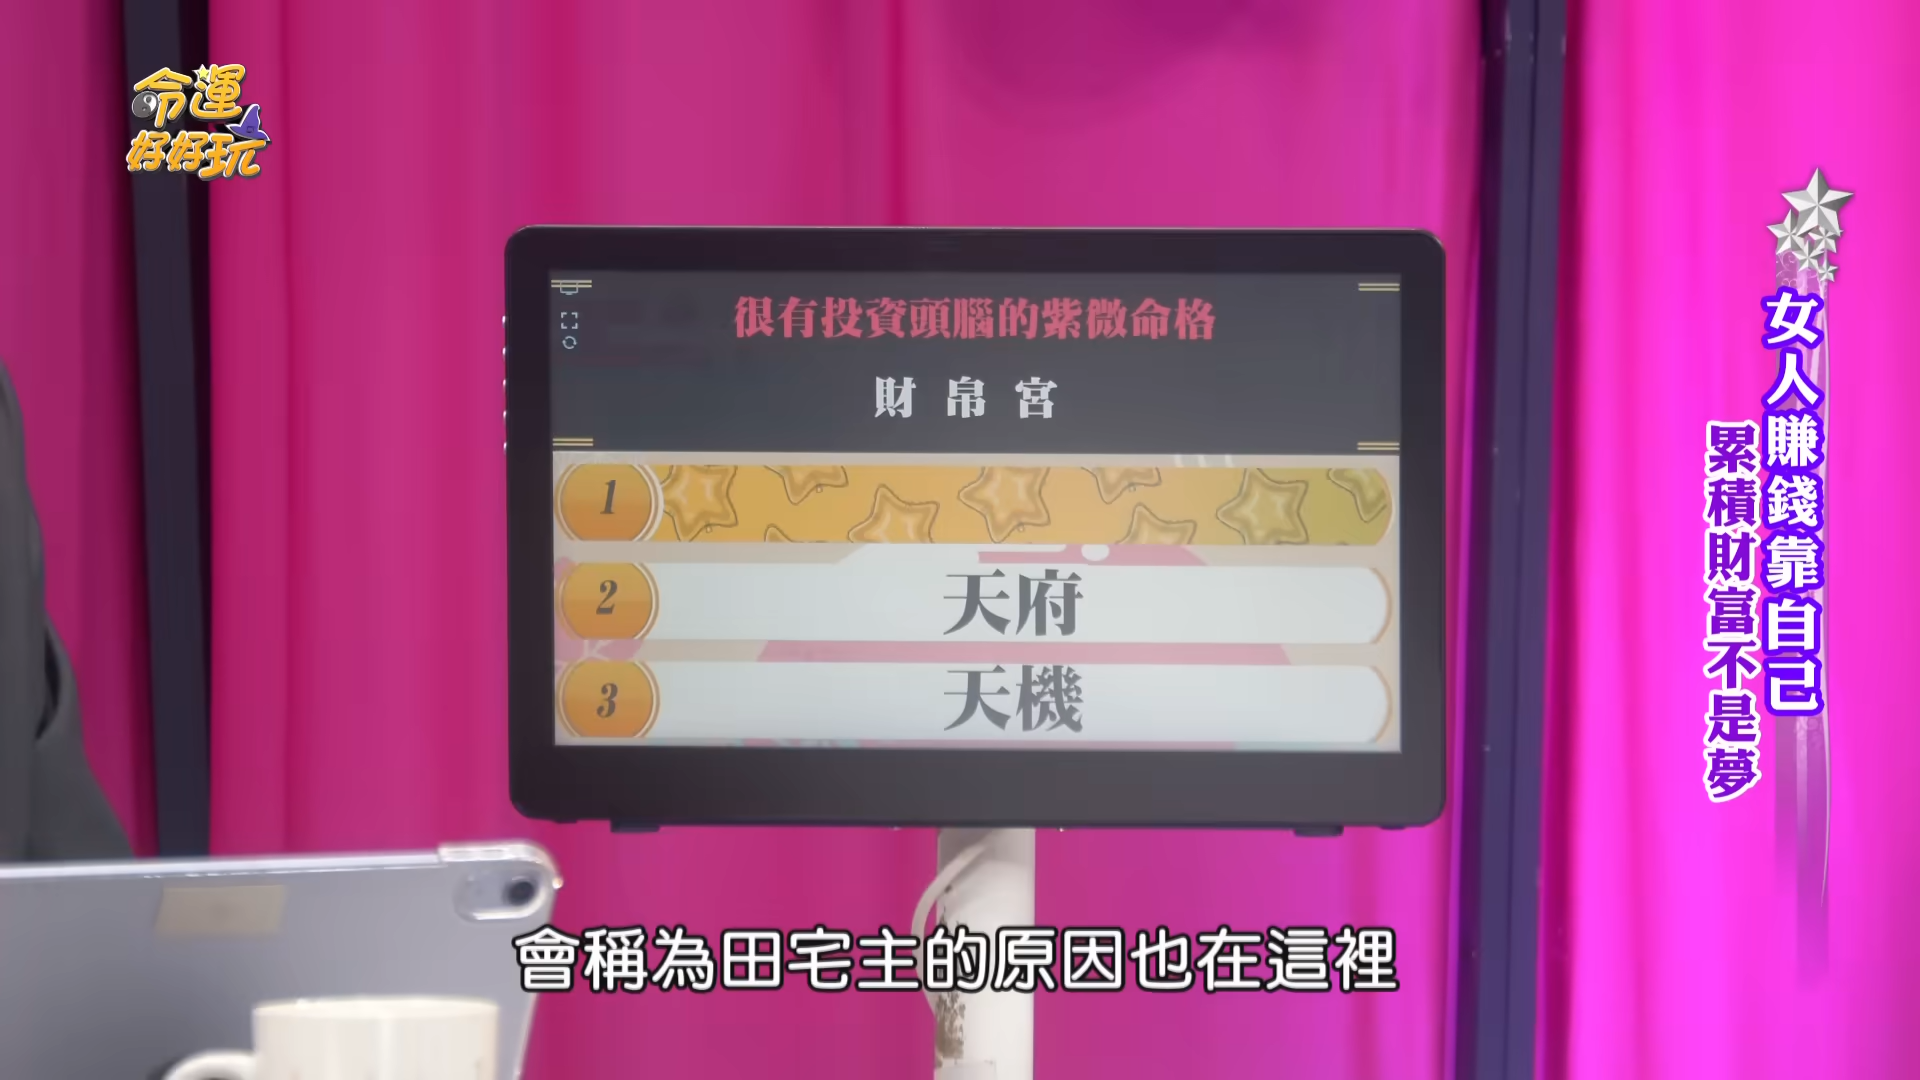 命運
好好玩
很有投資頭腦的紫微命格
財帛宮
1
2 天府
3 天機
女人賺錢靠自己
累積財富不是夢
會稱為田宅主的原因也在這裡